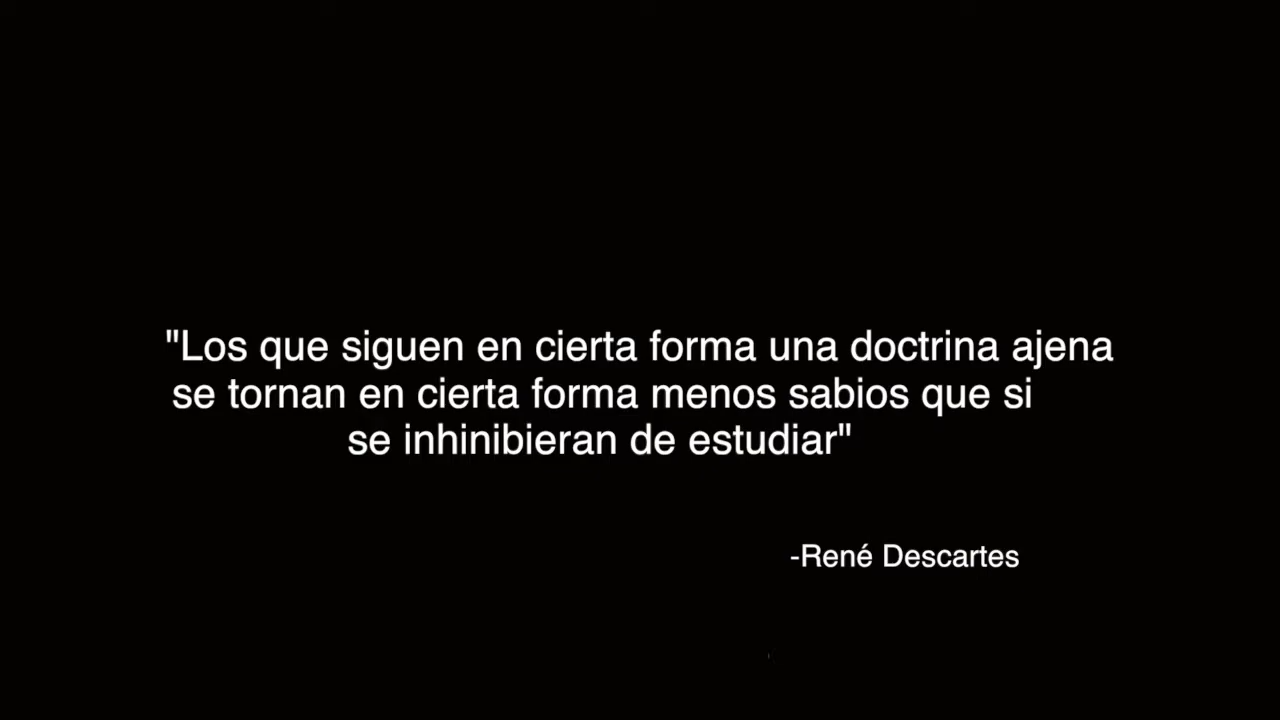 "Los que siguen en cierta forma una doctrina ajena
se tornan en cierta forma menos sabios que si
se inhinibieran de estudiar"
-René Descartes